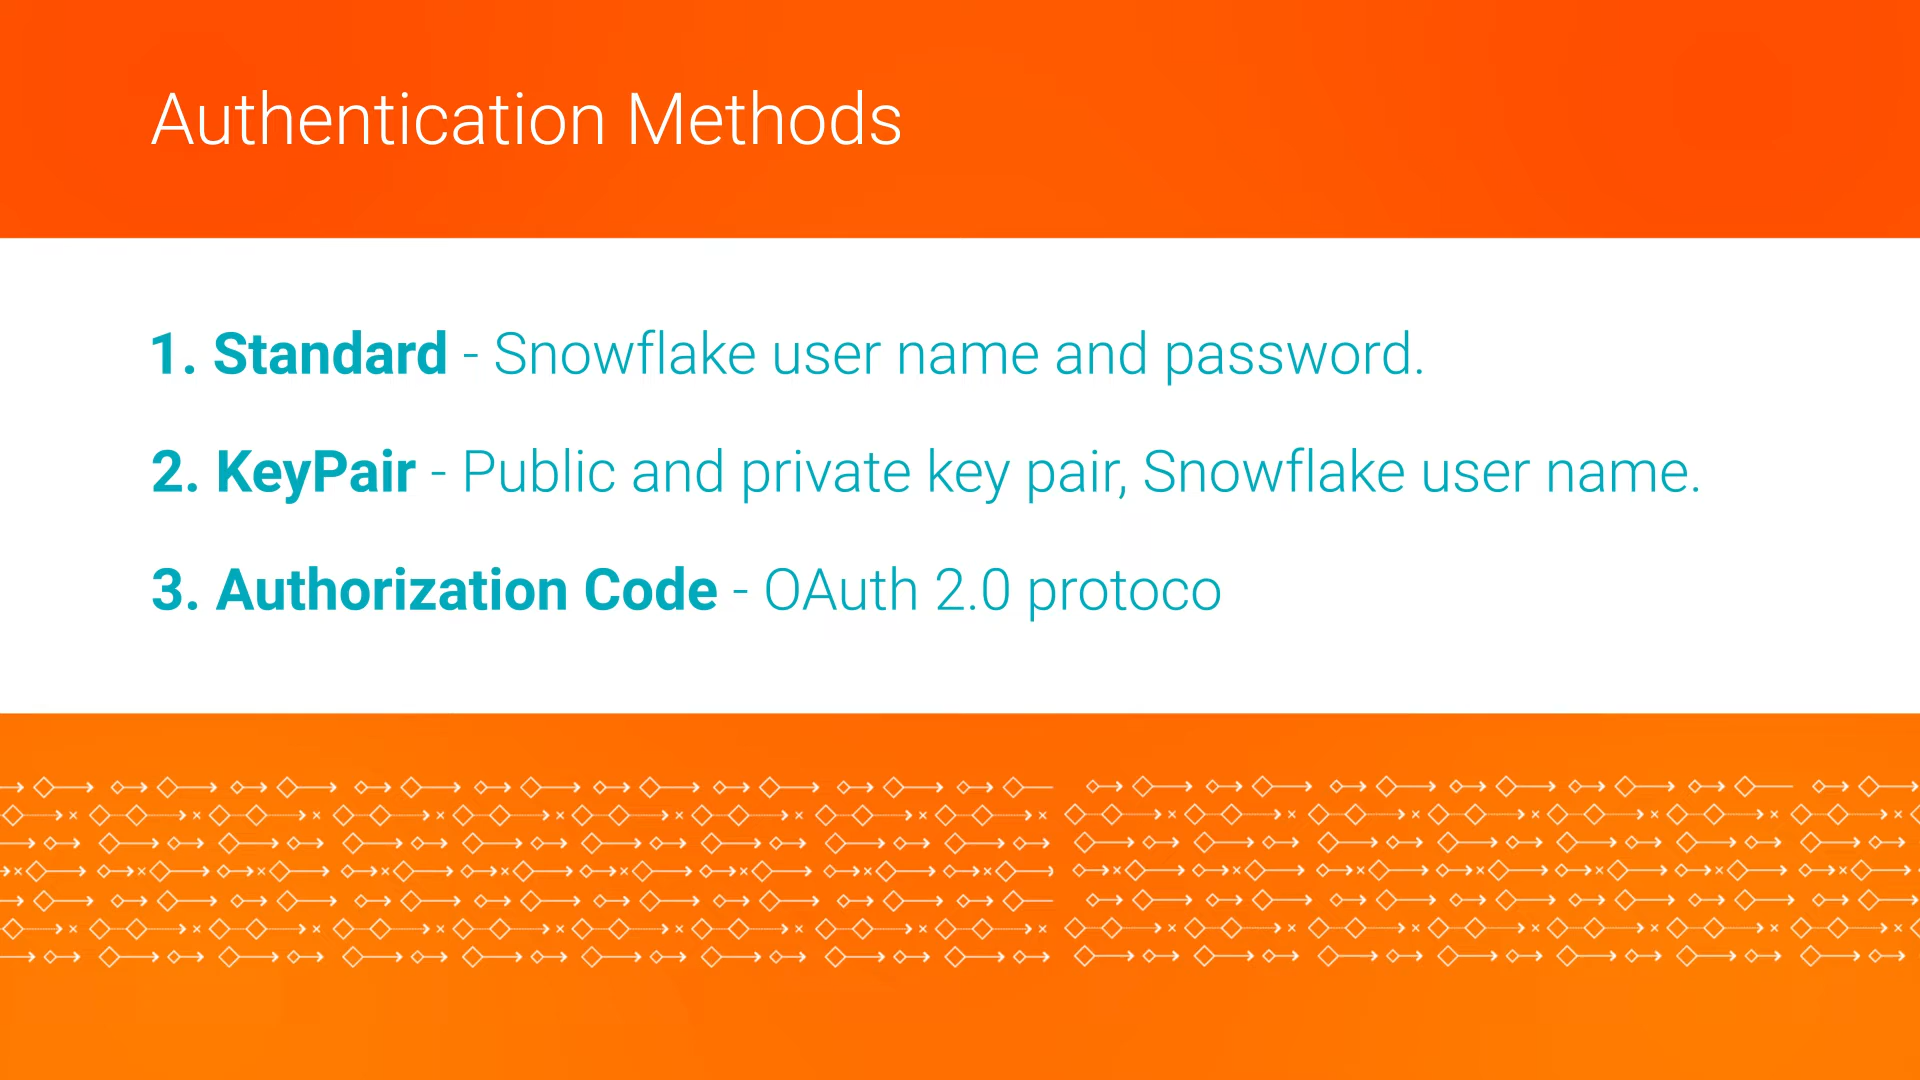 Authentication Methods
1. Standard - Snowflake user name and password.
2. KeyPair - Public and private key pair, Snowflake user name.
3. Authorization Code - OAuth 2.0 protoco